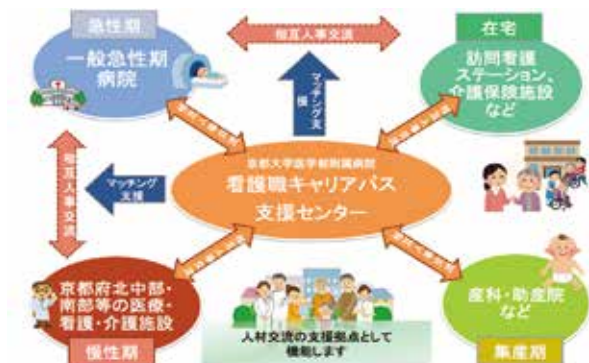 急性期
一般急性期
病院
相互人事交流
在宅
訪問看護
ステーション、
介護保険施設
など
マッチング支
援
京都大学医学部附属病院
看護職キャリアパス
支援センター
相互人事交流
マッチング
支援
京都府北中部・
南部等の医療・
看護・介護施設
慢性期
人材交流の支援拠点として
機能します
産科・助産院など
集産期